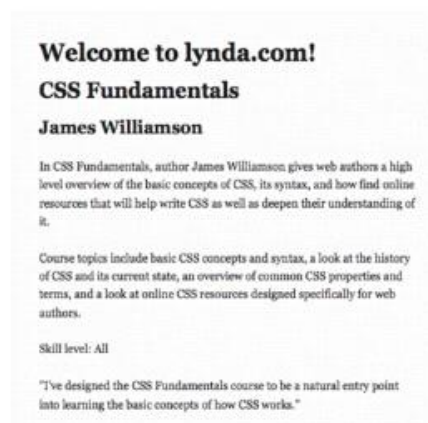 Welcome to lynda.com!
CSS Fundamentals
James Williamson
In CSS Fundamentals, author James Williamson gives web authors a high
level overview of the basic concepts of CSS, its syntax, and how find online
resources that will help write CSS as well as deepen their understanding of
it.
Course topics include basic CSS concepts and syntax, a look at the history
of CSS and its current state, an overview of common CSS properties and
terms, and a look at online CSS resources designed specifically for web
authors.
Skill level: All
"I've designed the CSS Fundamentals course to be a natural entry point
into learning the basic concepts of how CSS works."